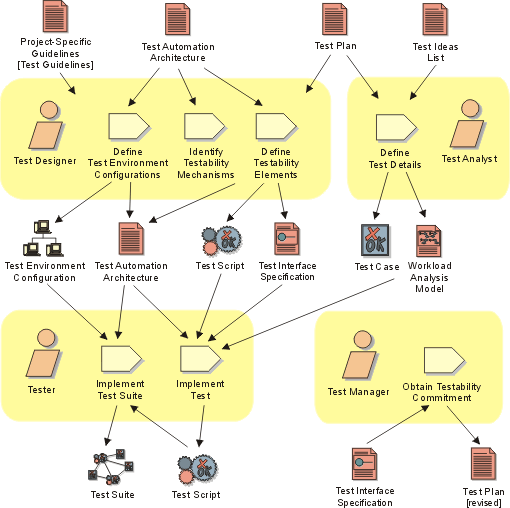 Project-Specific
Guidelines
[Test Guidelines]
Test Automation
Architecture
Test Plan
Test Ideas
List
Test Designer
Define
Test Environment
Configurations
Identify
Testability
Mechanisms
Define
Testability
Elements
Define
Test Details
Test Analyst
Test Environment
Configuration
Test Automation
Architecture
Test Script
Test Interface
Specification
Test Case
Workload
Analysis
Model
Tester
Implement
Test Suite
Implement
Test
Test Manager
Obtain Testability
Commitment
Test Suite
Test Script
Test Interface
Specification
Test Plan
[revised]